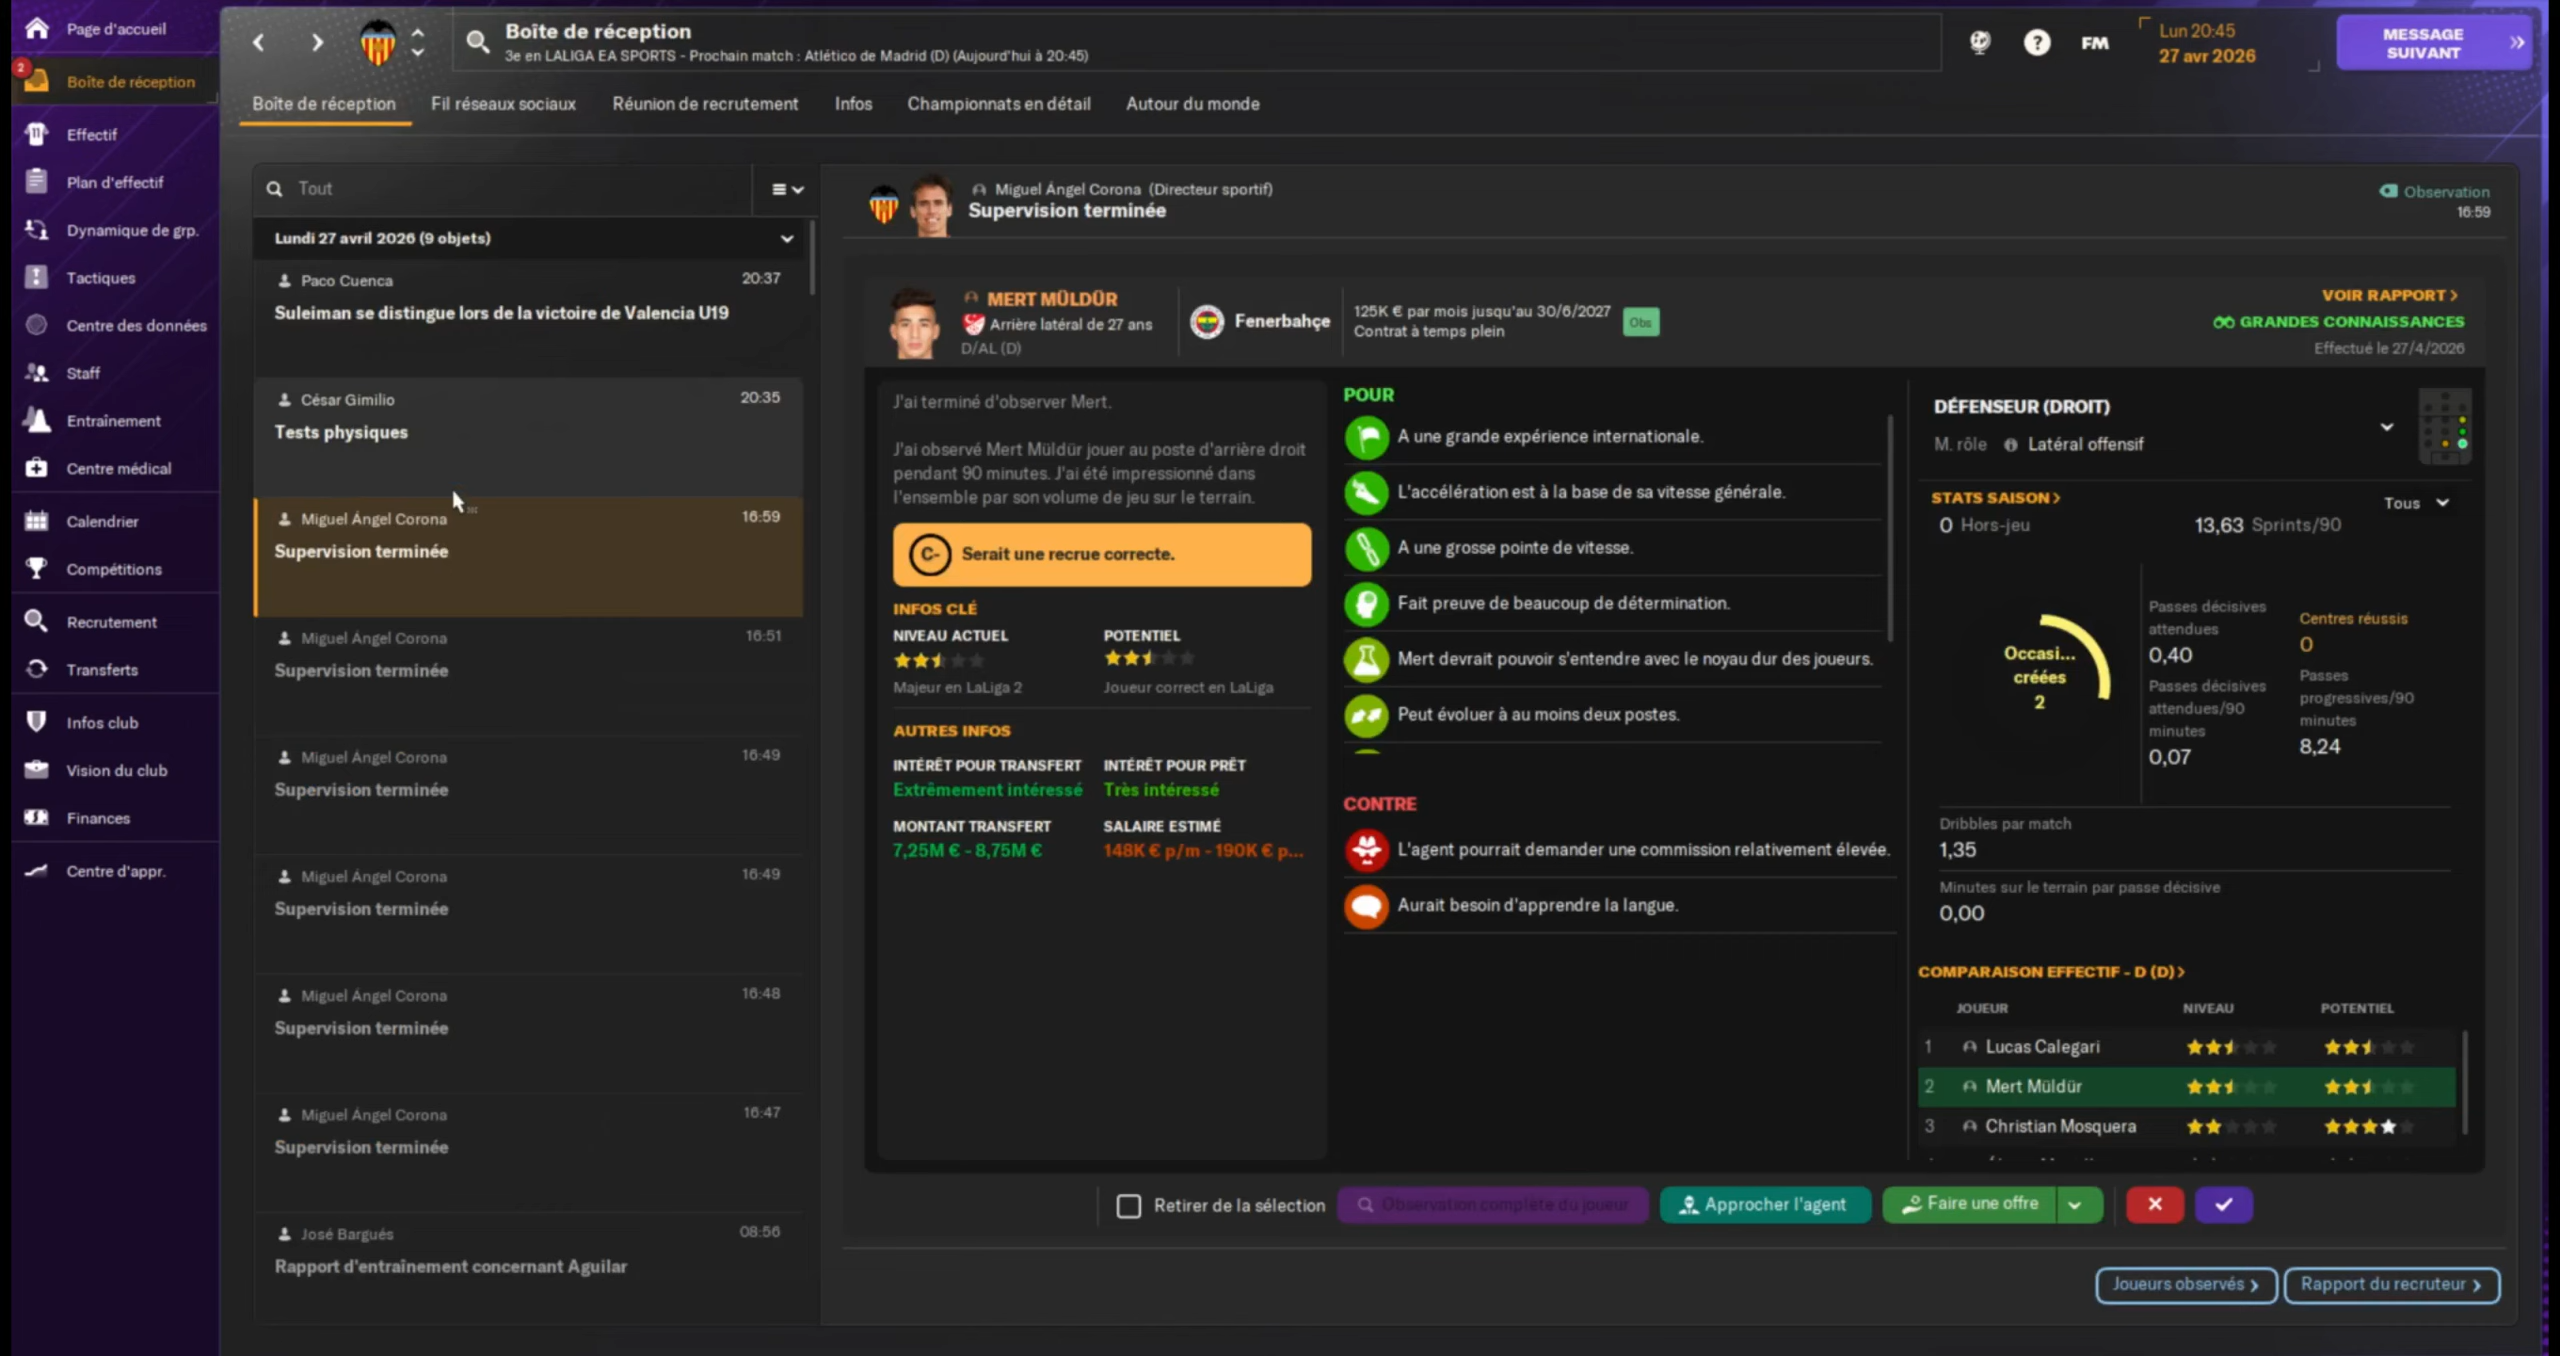 Page d'accueil
2
Boîte de réception
Effectif
Plan d'effectif
Dynamique de grp.
Tactiques
Centre des données
Staff
Entraînement
Centre médical
Calendrier
Compétitions
Recrutement
Transferts
Infos club
Vision du club
Finances
Centre d'appr.
Boîte de réception
3e en LALIGA EA SPORTS - Prochain match : Atlético de Madrid (D) (Aujourd'hui à 20:45)
FM
Lun 20:45
27 avr 2026
MESSAGE
SUIVANT
Boîte de réception
Fil réseaux sociaux
Réunion de recrutement
Infos
Championnats en détail
Autour du monde
Tout
Lundi 27 avril 2026 (9 objets)
Paco Cuenca 20:37
Suleiman se distingue lors de la victoire de Valencia U19
César Gimilio 20:35
Tests physiques
Miguel Ángel Corona 16:59
Supervision terminée
Miguel Ángel Corona 16:51
Supervision terminée
Miguel Ángel Corona 16:49
Supervision terminée
Miguel Ángel Corona 16:49
Supervision terminée
Miguel Ángel Corona 16:48
Supervision terminée
Miguel Ángel Corona 16:47
Supervision terminée
José Bargués 08:56
Rapport d'entraînement concernant Aguilar
Miguel Ángel Corona (Directeur sportif)
Supervision terminée
Observation
16:59
MERT MÜLDÜR
Arrière latéral de 27 ans
D/AL (D)
Fenerbahçe
125K € par mois jusqu'au 30/6/2027
Contrat à temps plein
Obs
VOIR RAPPORT >
GRANDES CONNAISSANCES
Effectué le 27/4/2026
J'ai terminé d'observer Mert.
J'ai observé Mert Müldür jouer au poste d'arrière droit
pendant 90 minutes. J'ai été impressionné dans
l'ensemble par son volume de jeu sur le terrain.
C- Serait une recrue correcte.
INFOS CLÉ
NIVEAU ACTUEL
POTENTIEL
Majeur en LaLiga 2
Joueur correct en LaLiga
AUTRES INFOS
INTÉRÊT POUR TRANSFERT
INTÉRÊT POUR PRÊT
Extrêmement intéressé
Très intéressé
MONTANT TRANSFERT
SALAIRE ESTIMÉ
7,25M € - 8,75M €
148K € p/m - 190K € p...
POUR
A une grande expérience internationale.
L'accélération est à la base de sa vitesse générale.
A une grosse pointe de vitesse.
Fait preuve de beaucoup de détermination.
Mert devrait pouvoir s'entendre avec le noyau dur des joueurs.
Peut évoluer à au moins deux postes.
CONTRE
L'agent pourrait demander une commission relativement élevée.
Aurait besoin d'apprendre la langue.
DÉFENSEUR (DROIT)
M. rôle Latéral offensif
STATS SAISON >
Tous
0 Hors-jeu
13,63 Sprints/90
Occasi...
créées
2
Passes décisives
attendues
0,40
Passes décisives
attendues/90
minutes
0,07
Centres réussis
0
Passes
progressives/90
minutes
8,24
Dribbles par match
1,35
Minutes sur le terrain par passe décisive
0,00
COMPARAISON EFFECTIF - D (D) >
JOUEUR NIVEAU POTENTIEL
1 Lucas Calegari
2 Mert Müldür
3 Christian Mosquera
Retirer de la sélection
Observation complète du joueur
Approcher l'agent
Faire une offre
Joueurs observés >
Rapport du recruteur >